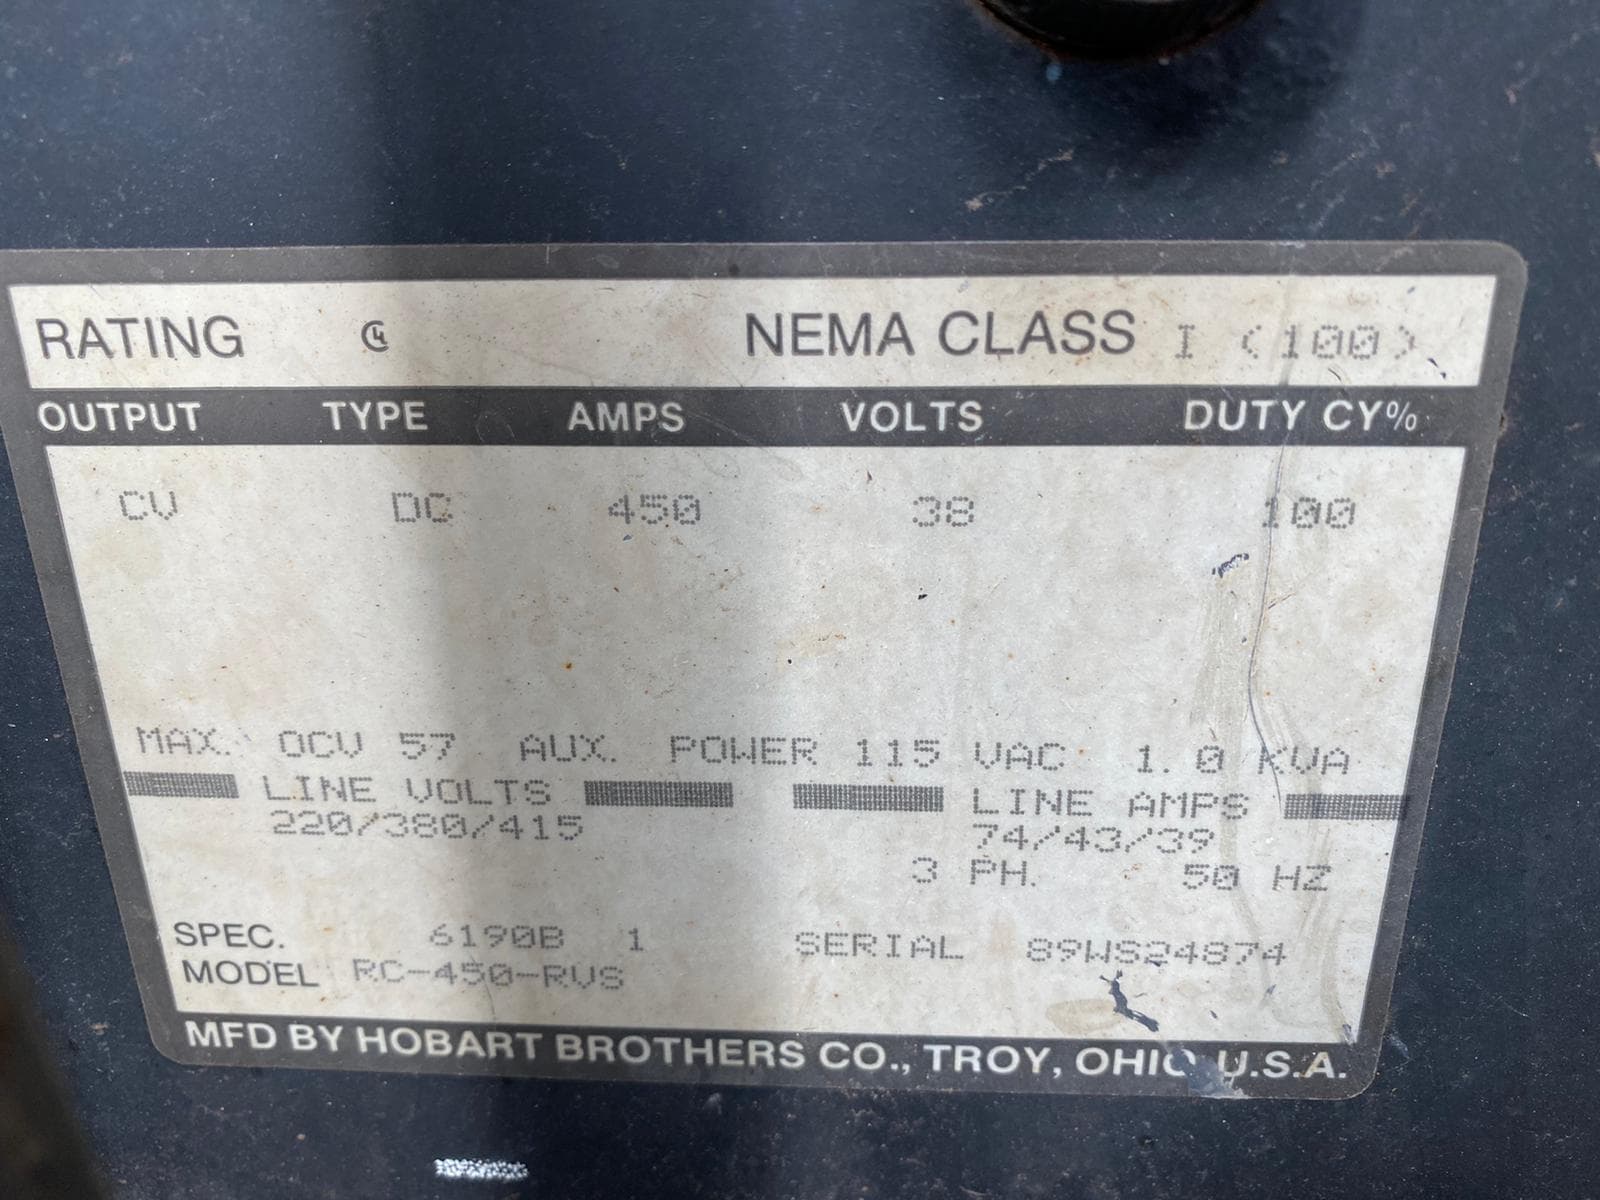 RATING NEMA CLASS I (100)
OUTPUT TYPE AMPS VOLTS DUTY CY%
CV DC 450 38 100
MAX. OCV 57 AUX. POWER 115 VAC 1.0 KVA
LINE VOLTS LINE AMPS
220/380/415 74/43/39
3 PH. 50 HZ
SPEC. 6190B 1 SERIAL 89WS24874
MODEL RC-450-RVS
MFD BY HOBART BROTHERS CO., TROY, OHIO U.S.A.